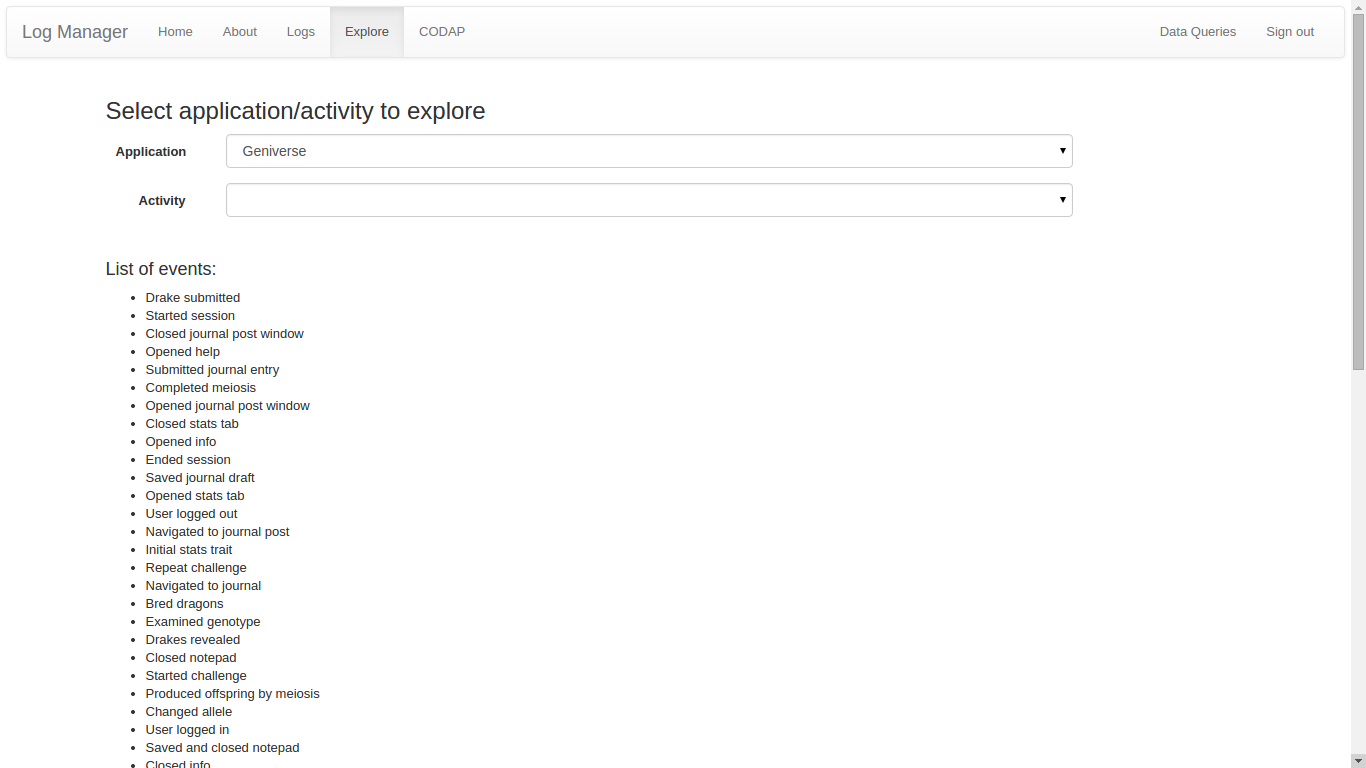 Log Manager Home About Logs Explore CODAP Data Queries Sign out
Select application/activity to explore
Application Geniverse
Activity
List of events:
Drake submitted
Started session
Closed journal post window
Opened help
Submitted journal entry
Completed meiosis
Opened journal post window
Closed stats tab
Opened info
Ended session
Saved journal draft
Opened stats tab
User logged out
Navigated to journal post
Initial stats trait
Repeat challenge
Navigated to journal
Bred dragons
Examined genotype
Drakes revealed
Closed notepad
Started challenge
Produced offspring by meiosis
Changed allele
User logged in
Saved and closed notepad
Closed info